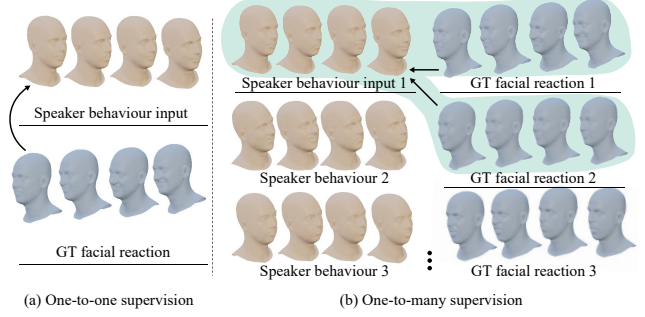 Speaker behaviour input
GT facial reaction
(a) One-to-one supervision
Speaker behaviour input 1
GT facial reaction 1
Speaker behaviour 2
GT facial reaction 2
Speaker behaviour 3
GT facial reaction 3
(b) One-to-many supervision